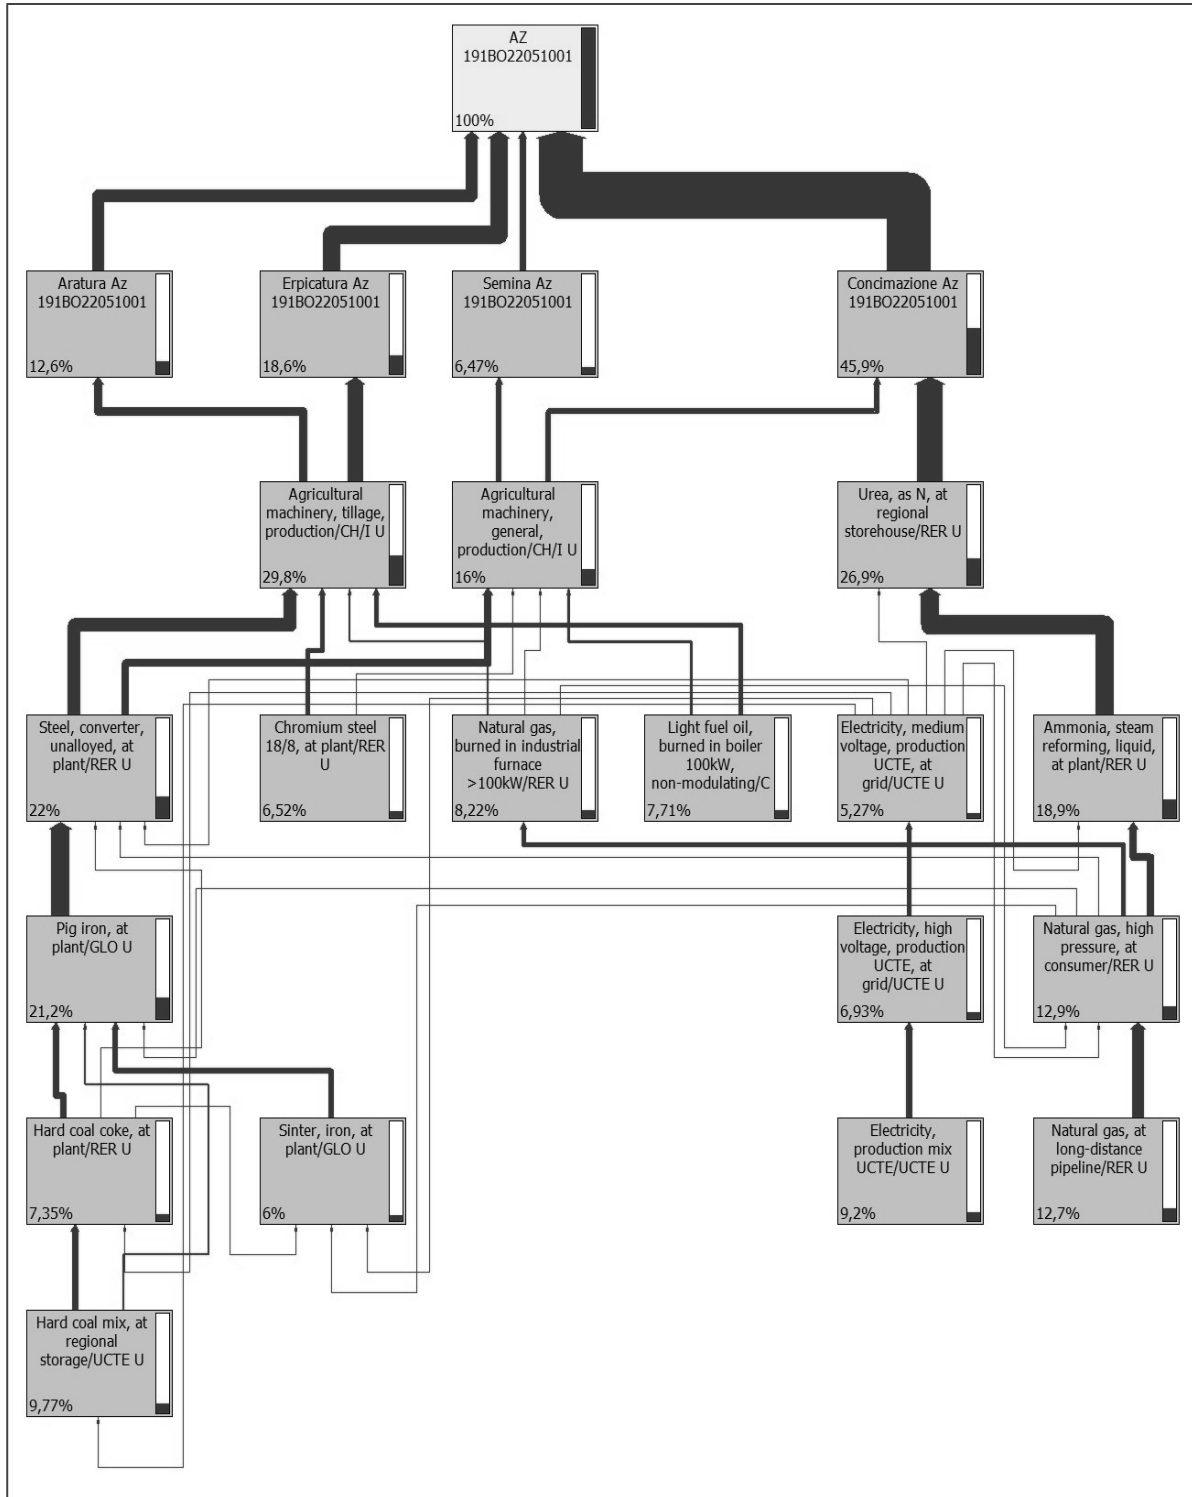 AZ
191BO22051001
100%
Aratura Az
191BO22051001
12,6%
Erpicatura Az
191BO22051001
18,6%
Semina Az
191BO22051001
6,47%
Concimazione Az
191BO22051001
45,9%
Agricultural
machinery, tillage,
production/CH/I U
29,8%
Agricultural
machinery,
general,
production/CH/I U
16%
Urea, as N, at
regional
storehouse/RER U
26,9%
Steel, converter,
unalloyed, at
plant/RER U
22%
Chromium steel
18/8, at plant/RER
U
6,52%
Natural gas,
burned in industrial
furnace
>100kW/RER U
8,22%
Light fuel oil,
burned in boiler
100kW,
non-modulating/C
7,71%
Electricity, medium
voltage, production
UCTE, at
grid/UCTE U
5,27%
Ammonia, steam
reforming, liquid,
at plant/RER U
18,9%
Pig iron, at
plant/GLO U
21,2%
Electricity, high
voltage, production
UCTE, at
grid/UCTE U
6,93%
Natural gas, high
pressure, at
consumer/RER U
12,9%
Hard coal coke, at
plant/RER U
7,35%
Sinter, iron, at
plant/GLO U
6%
Electricity,
production mix
UCTE/UCTE U
9,2%
Natural gas, at
long-distance
pipeline/RER U
12,7%
Hard coal mix, at
regional
storage/UCTE U
9,77%